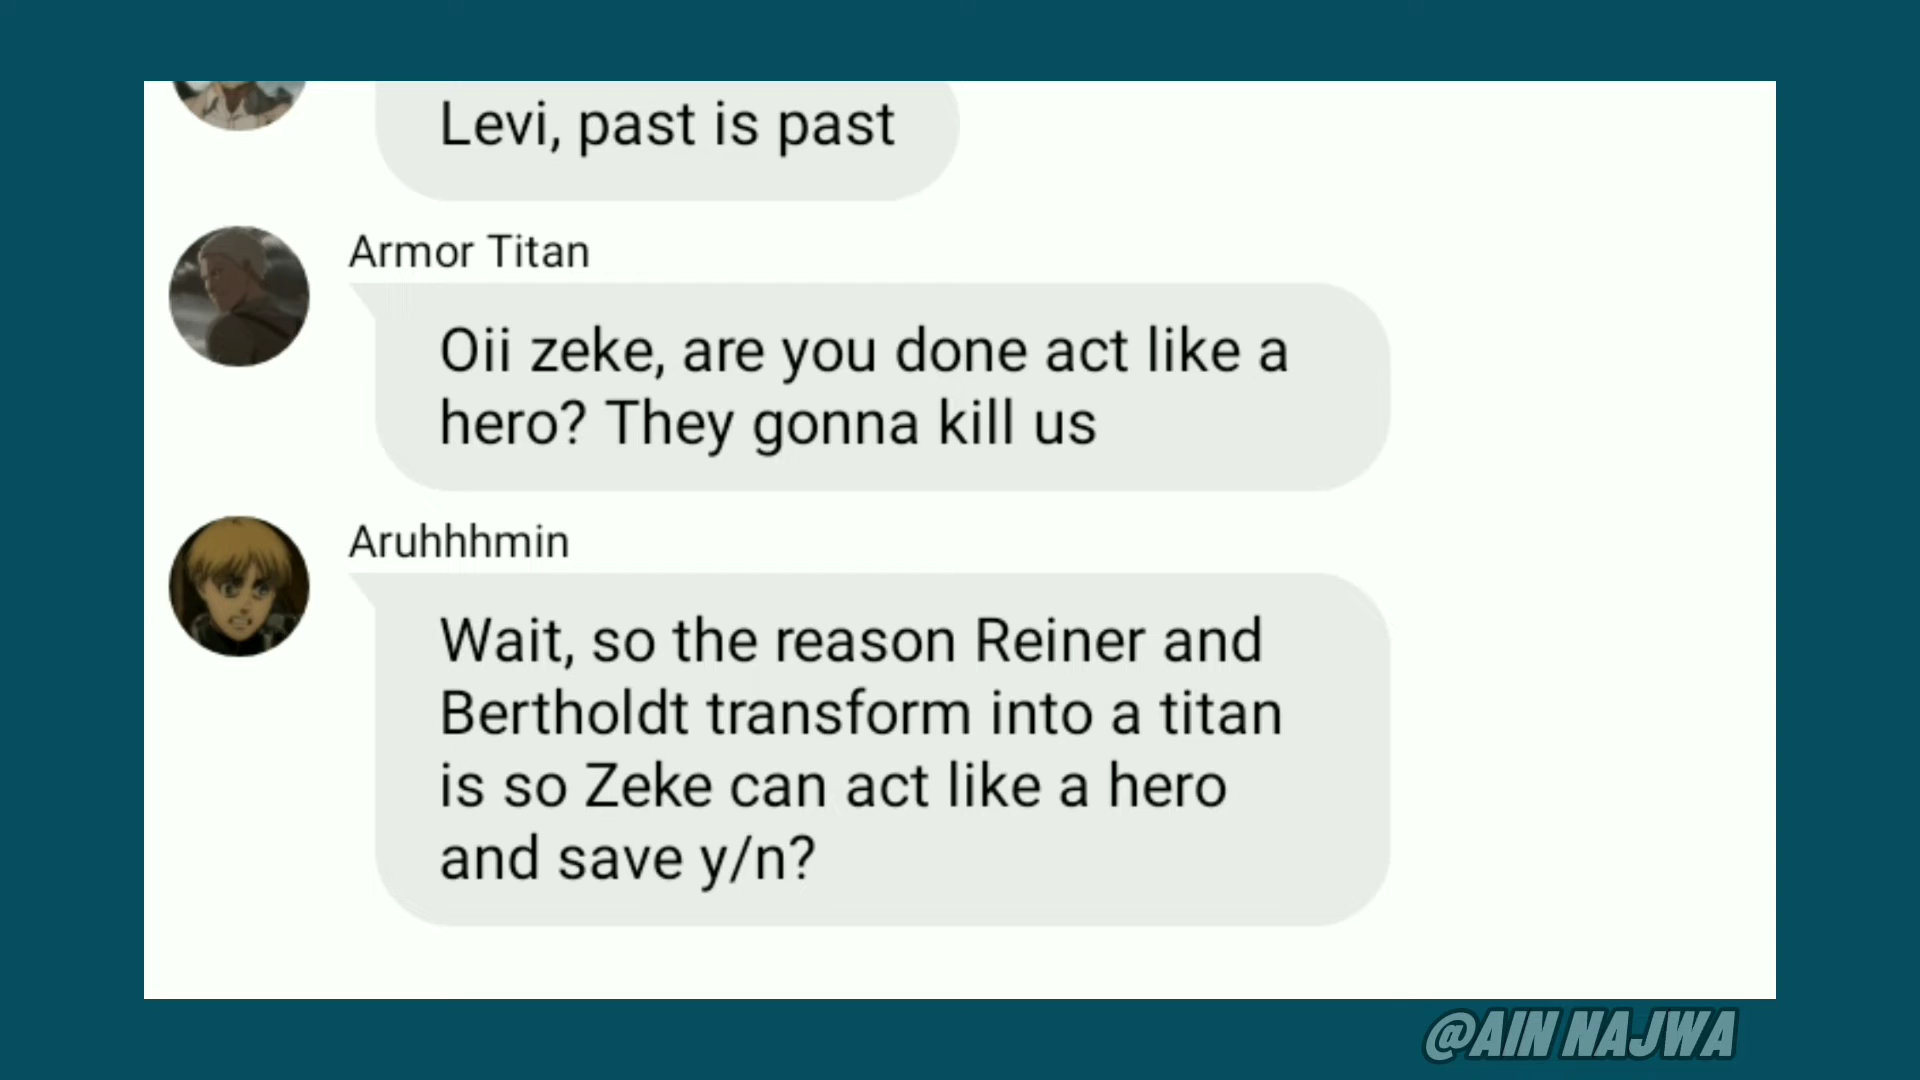 Levi, past is past
Armor Titan
Oii zeke, are you done act like a
hero? They gonna kill us
Aruhhhmin
Wait, so the reason Reiner and
Bertholdt transform into a titan
is so Zeke can act like a hero
and save y/n?
@AIN NAJWA